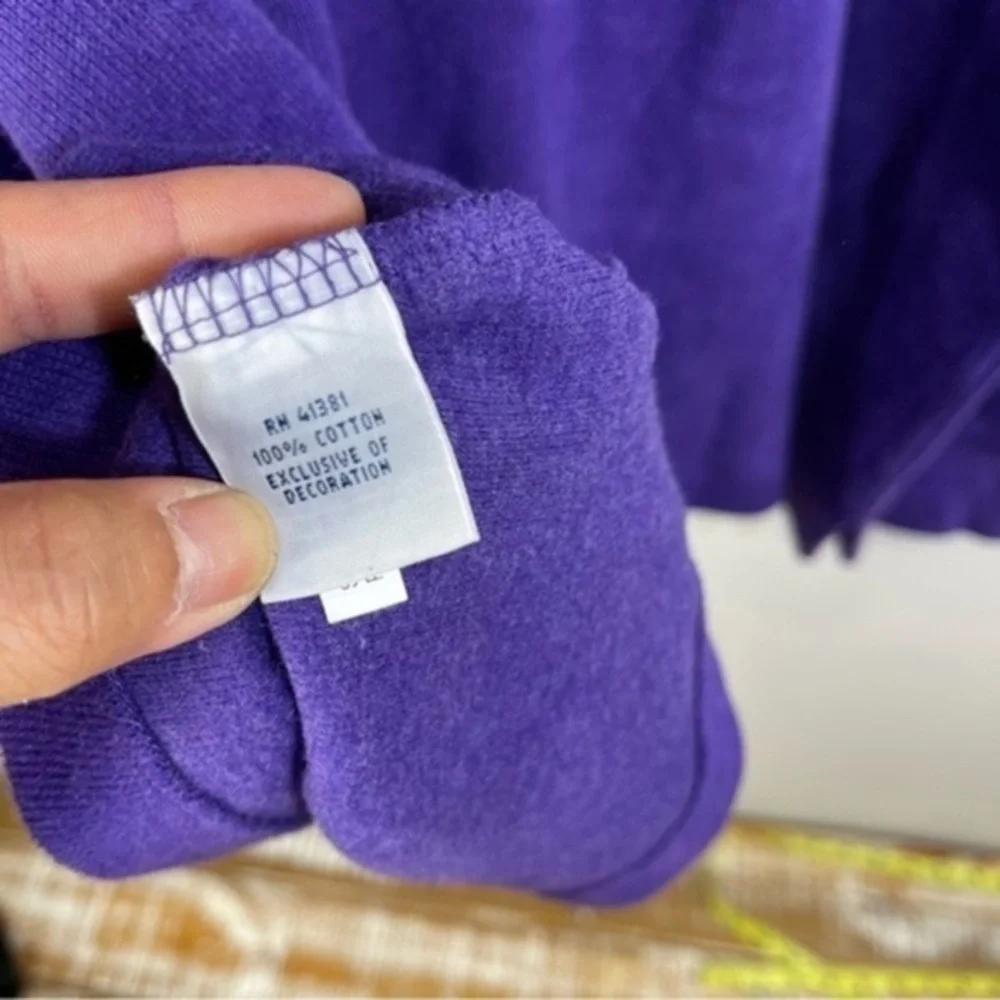 RN 41381
100% COTTON
EXCLUSIVE OF
DECORATION